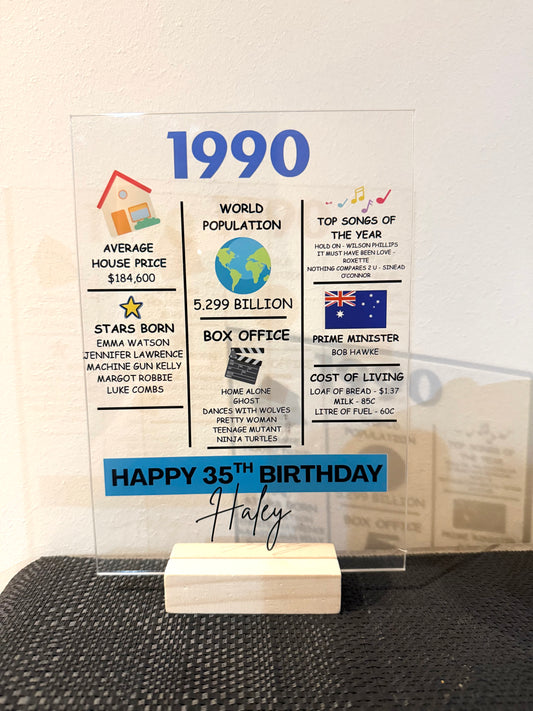 1990
AVERAGE
HOUSE PRICE
$184,600
STARS BORN
EMMA WATSON
JENNIFER LAWRENCE
MACHINE GUN KELLY
MARGOT ROBBIE
LUKE COMBS
WORLD
POPULATION
5.299 BILLION
BOX OFFICE
HOME ALONE
GHOST
DANCES WITH WOLVES
PRETTY WOMAN
TEENAGE MUTANT
NINJA TURTLES
TOP SONGS OF
THE YEAR
HOLD ON - WILSON PHILLIPS
IT MUST HAVE BEEN LOVE -
ROXETTE
NOTHING COMPARES 2 U - SINEAD
O'CONNOR
PRIME MINISTER
BOB HAWKE
COST OF LIVING
LOAF OF BREAD - $1.37
MILK - 85C
LITRE OF FUEL - 60C
HAPPY 35TH BIRTHDAY
Haley